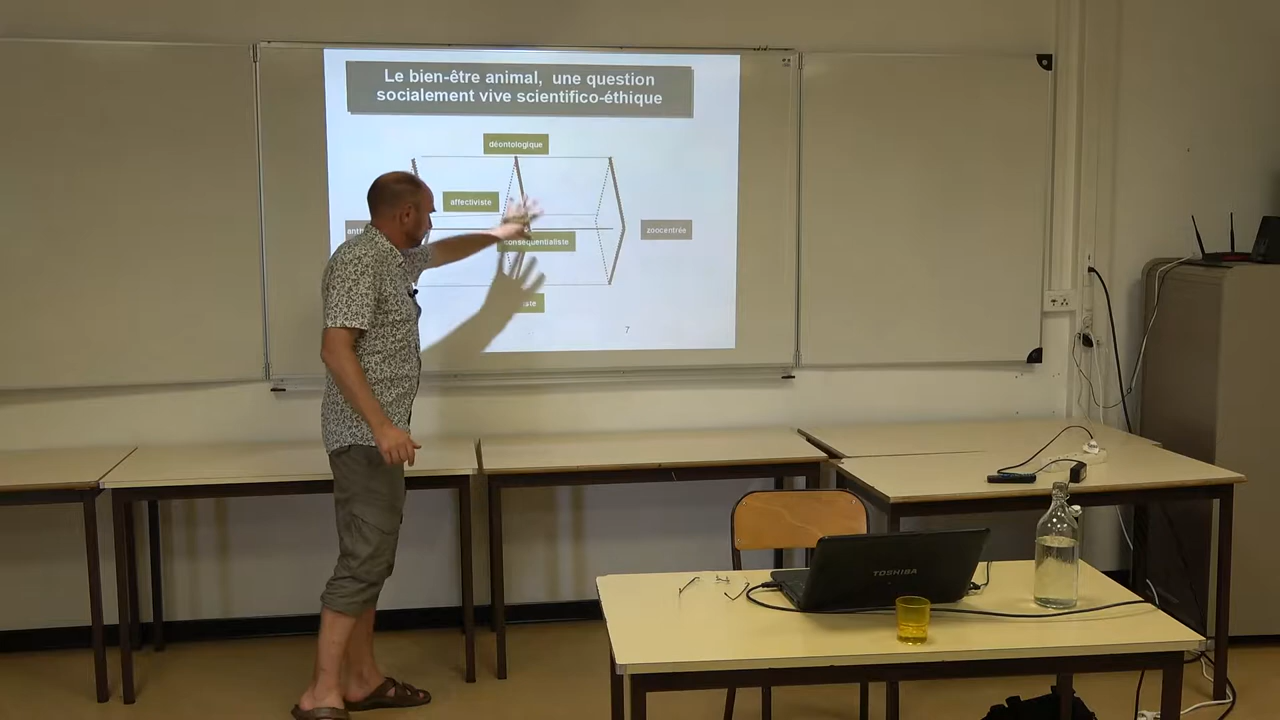 Le bien-être animal, une question
socialement vive scientifico-éthique
déontologique
affectiviste
zoocentrée
conséquentialiste
7
TOSHIBA